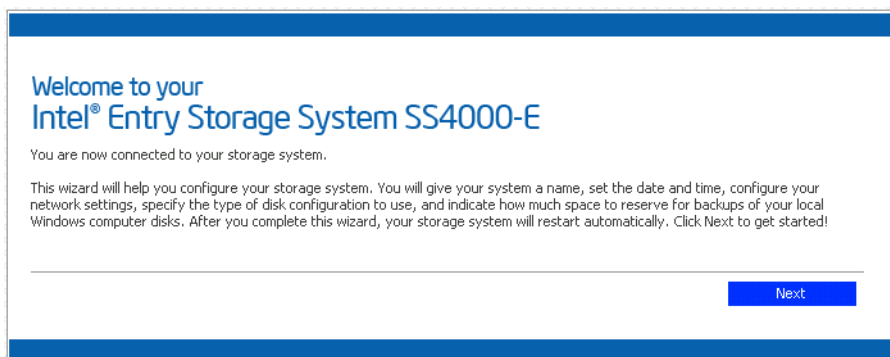 Welcome to your
Intel® Entry Storage System SS4000-E
You are now connected to your storage system.
This wizard will help you configure your storage system. You will give your system a name, set the date and time, configure your
network settings, specify the type of disk configuration to use, and indicate how much space to reserve for backups of your local
Windows computer disks. After you complete this wizard, your storage system will restart automatically. Click Next to get started!
Next